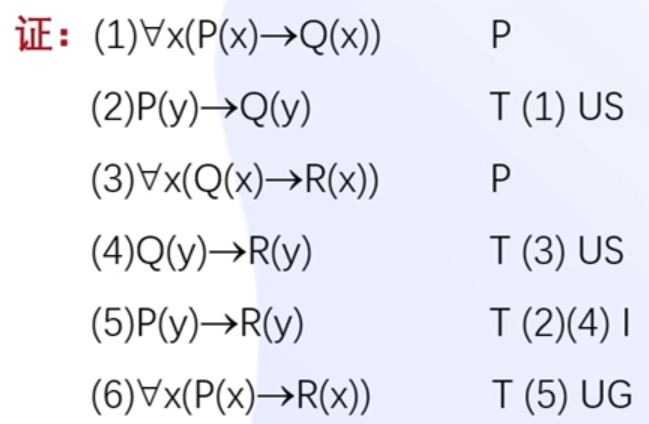 证：(1)∀x(P(x)→Q(x)) P
(2)P(y)→Q(y) T (1) US
(3)∀x(Q(x)→R(x)) P
(4)Q(y)→R(y) T (3) US
(5)P(y)→R(y) T (2)(4) I
(6)∀x(P(x)→R(x)) T (5) UG